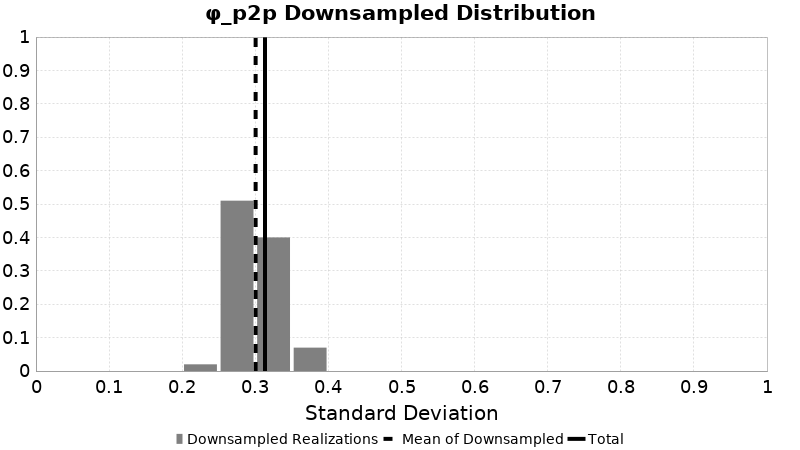 φ_p2p Downsampled Distribution
1
0.9
0.8
0.7
0.6
0.5
0.4
0.3
0.2
0.1
0
0 0.1 0.2 0.3 0.4 0.5 0.6 0.7 0.8 0.9 1
Standard Deviation
Downsampled Realizations Mean of Downsampled Total